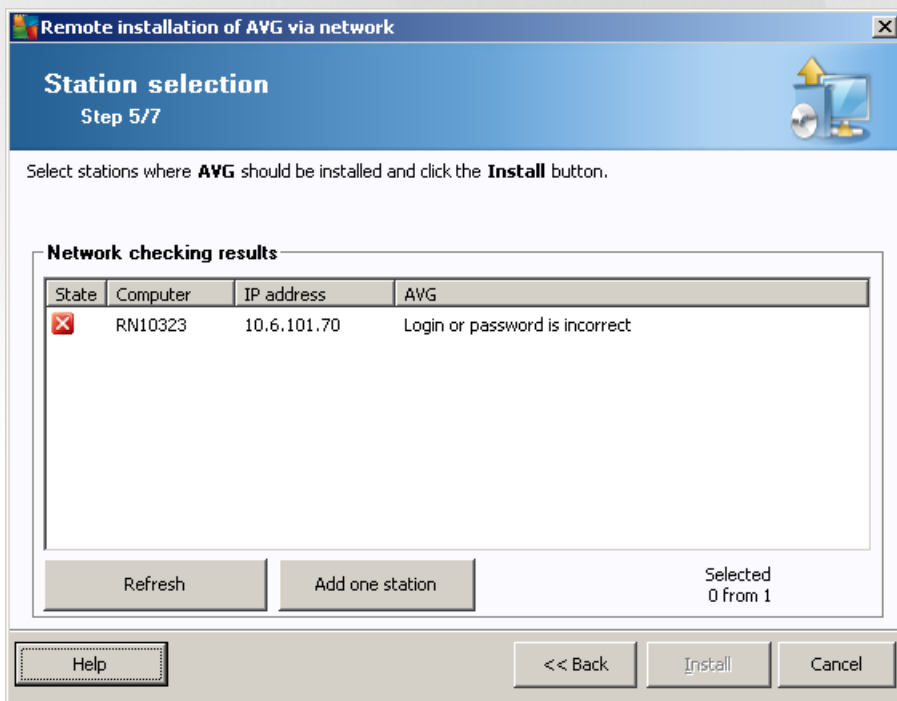 Remote installation of AVG via network
Station selection
Step 5/7
Select stations where AVG should be installed and click the Install button.
Network checking results
State Computer IP address AVG
RN10323 10.6.101.70 Login or password is incorrect
Refresh Add one station Selected
0 from 1
Help << Back Install Cancel